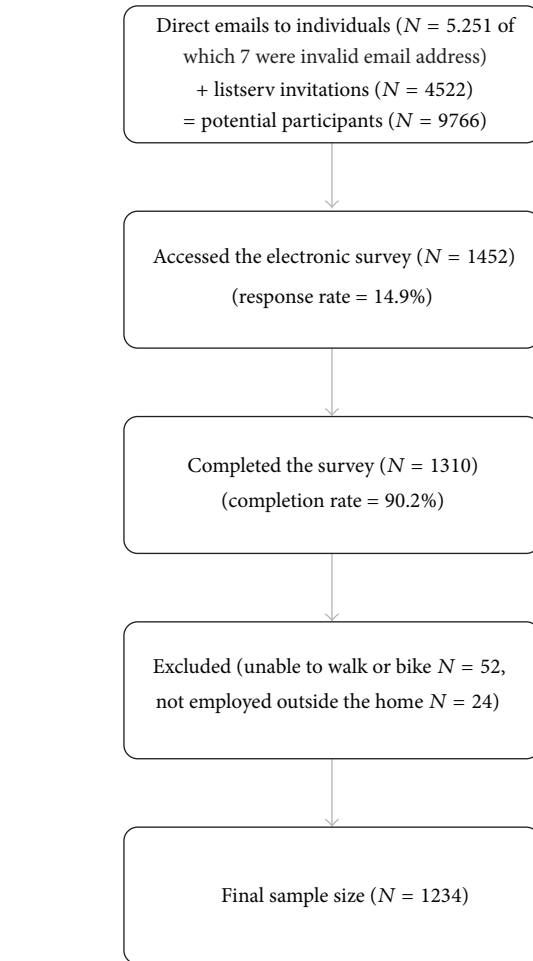 Direct emails to individuals (N = 5.251 of
which 7 were invalid email address)
+ listserv invitations (N = 4522)
= potential participants (N = 9766)
Accessed the electronic survey (N = 1452)
(response rate = 14.9%)
Completed the survey (N = 1310)
(completion rate = 90.2%)
Excluded (unable to walk or bike N = 52,
not employed outside the home N = 24)
Final sample size (N = 1234)